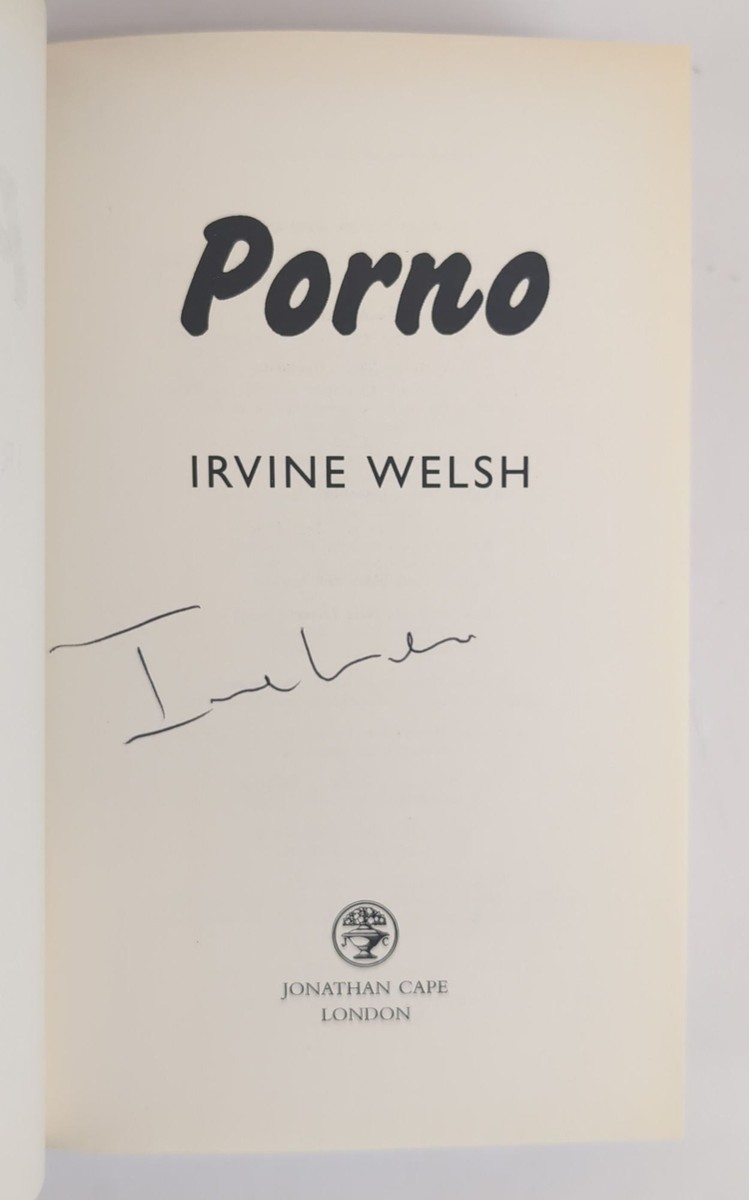 Porno
IRVINE WELSH
J C
JONATHAN CAPE
LONDON